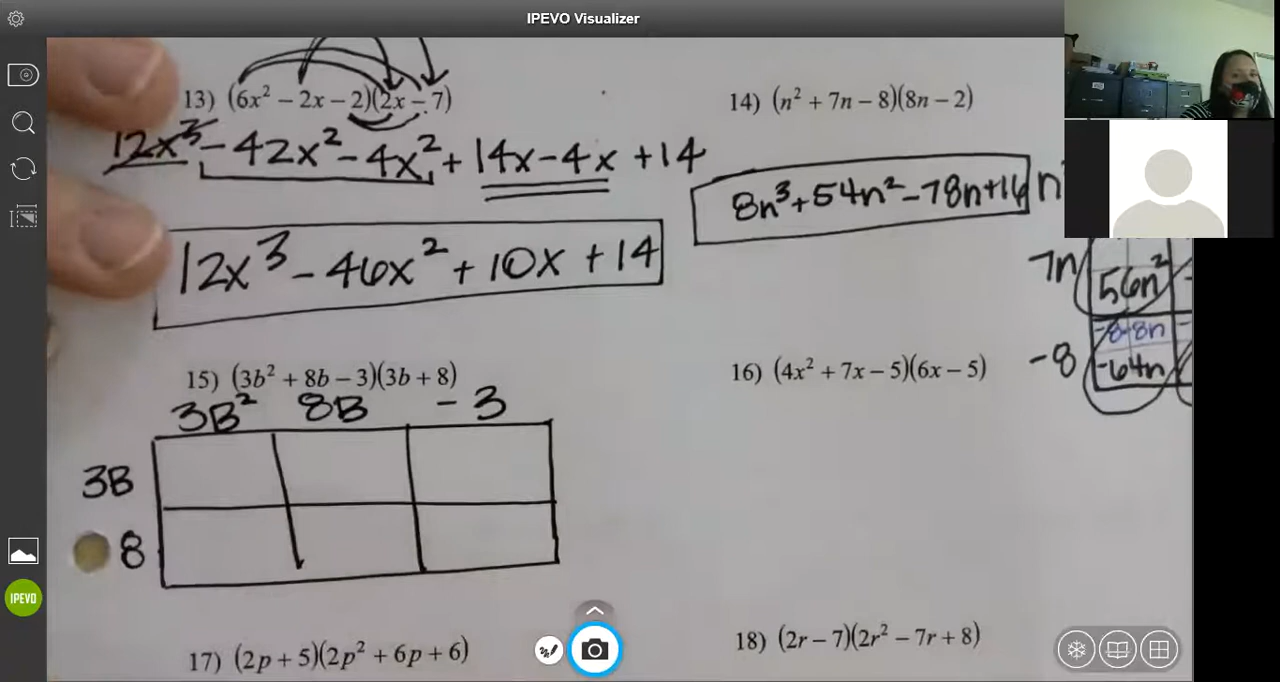 IPEVO Visualizer
13) (6x² − 2x − 2)(2x − 7)
12x³ - 42x² - 4x² + 14x - 4x + 14
12x³ - 46x² + 10x + 14
14) (n² + 7n − 8)(8n − 2)
8n³ + 54n² - 78n + 16
7n
56n²
-8
-64n
15) (3b² + 8b − 3)(3b + 8)
3B² 8B - 3
3B
8
16) (4x² + 7x − 5)(6x − 5)
17) (2p + 5)(2p² + 6p + 6)
18) (2r − 7)(2r² − 7r + 8)
IPEVO